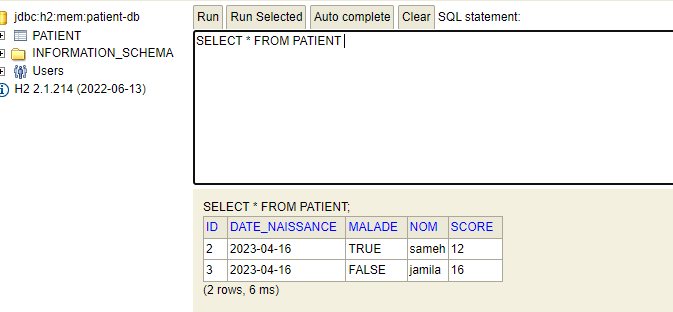 jdbc:h2:mem:patient-db
PATIENT
INFORMATION_SCHEMA
Users
H2 2.1.214 (2022-06-13)
Run Run Selected Auto complete Clear SQL statement:
SELECT * FROM PATIENT
SELECT * FROM PATIENT;
ID DATE_NAISSANCE MALADE NOM SCORE
2 2023-04-16 TRUE sameh 12
3 2023-04-16 FALSE jamila 16
(2 rows, 6 ms)